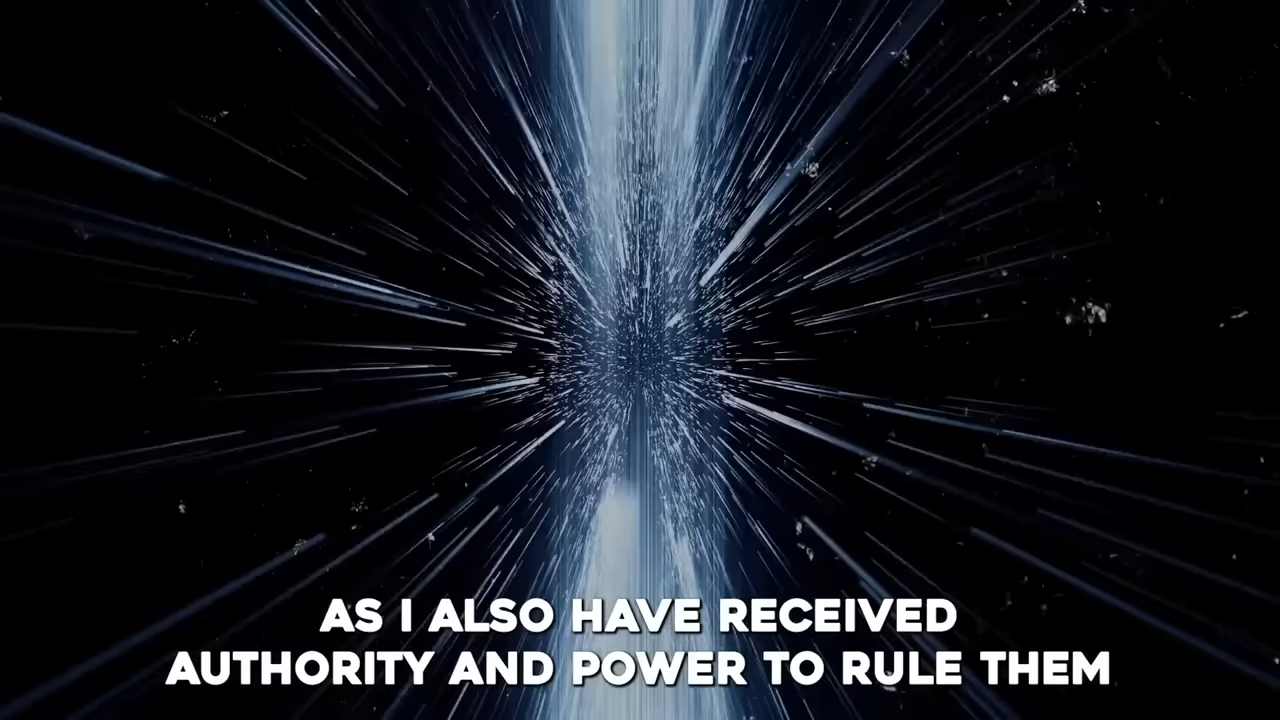 AS I ALSO HAVE RECEIVED
AUTHORITY AND POWER TO RULE THEM